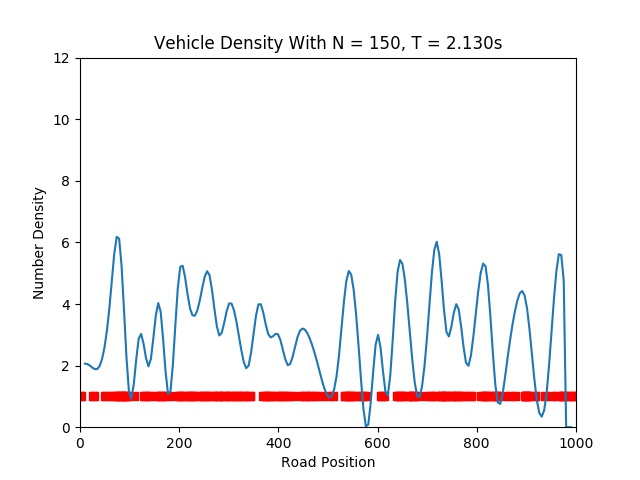 Vehicle Density With N = 150, T = 2.130s
Number Density
12
10
8
6
4
2
0
0 200 400 600 800 1000
Road Position